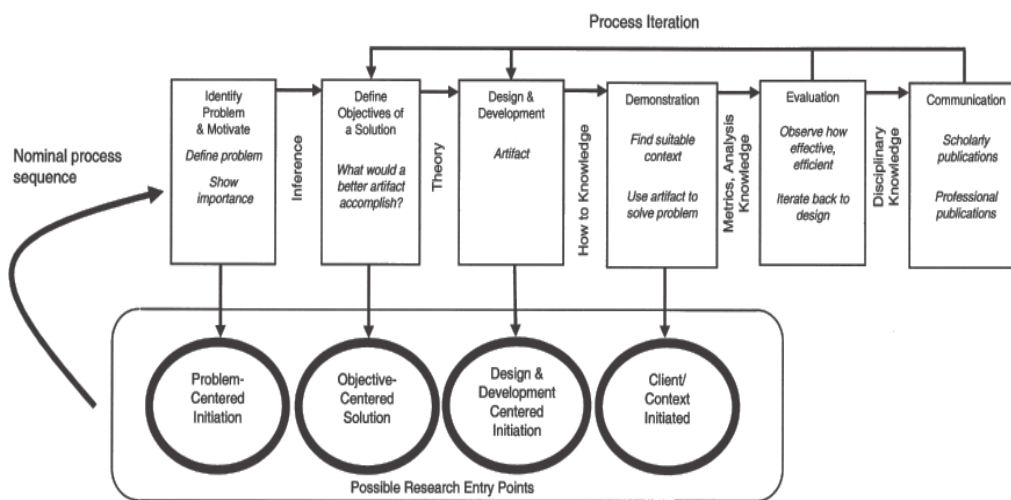 Process Iteration
Nominal process
sequence
Identify
Problem
& Motivate
Define problem
Show
importance
Inference
Define
Objectives of
a Solution
What would a
better artifact
accomplish?
Theory
Design &
Development
Artifact
How to Knowledge
Demonstration
Find suitable
context
Use artifact to
solve problem
Metrics, Analysis
Knowledge
Evaluation
Observe how
effective,
efficient
Iterate back to
design
Disciplinary
Knowledge
Communication
Scholarly
publications
Professional
publications
Problem-
Centered
Initiation
Objective-
Centered
Solution
Design &
Development
Centered
Initiation
Client/
Context
Initiated
Possible Research Entry Points